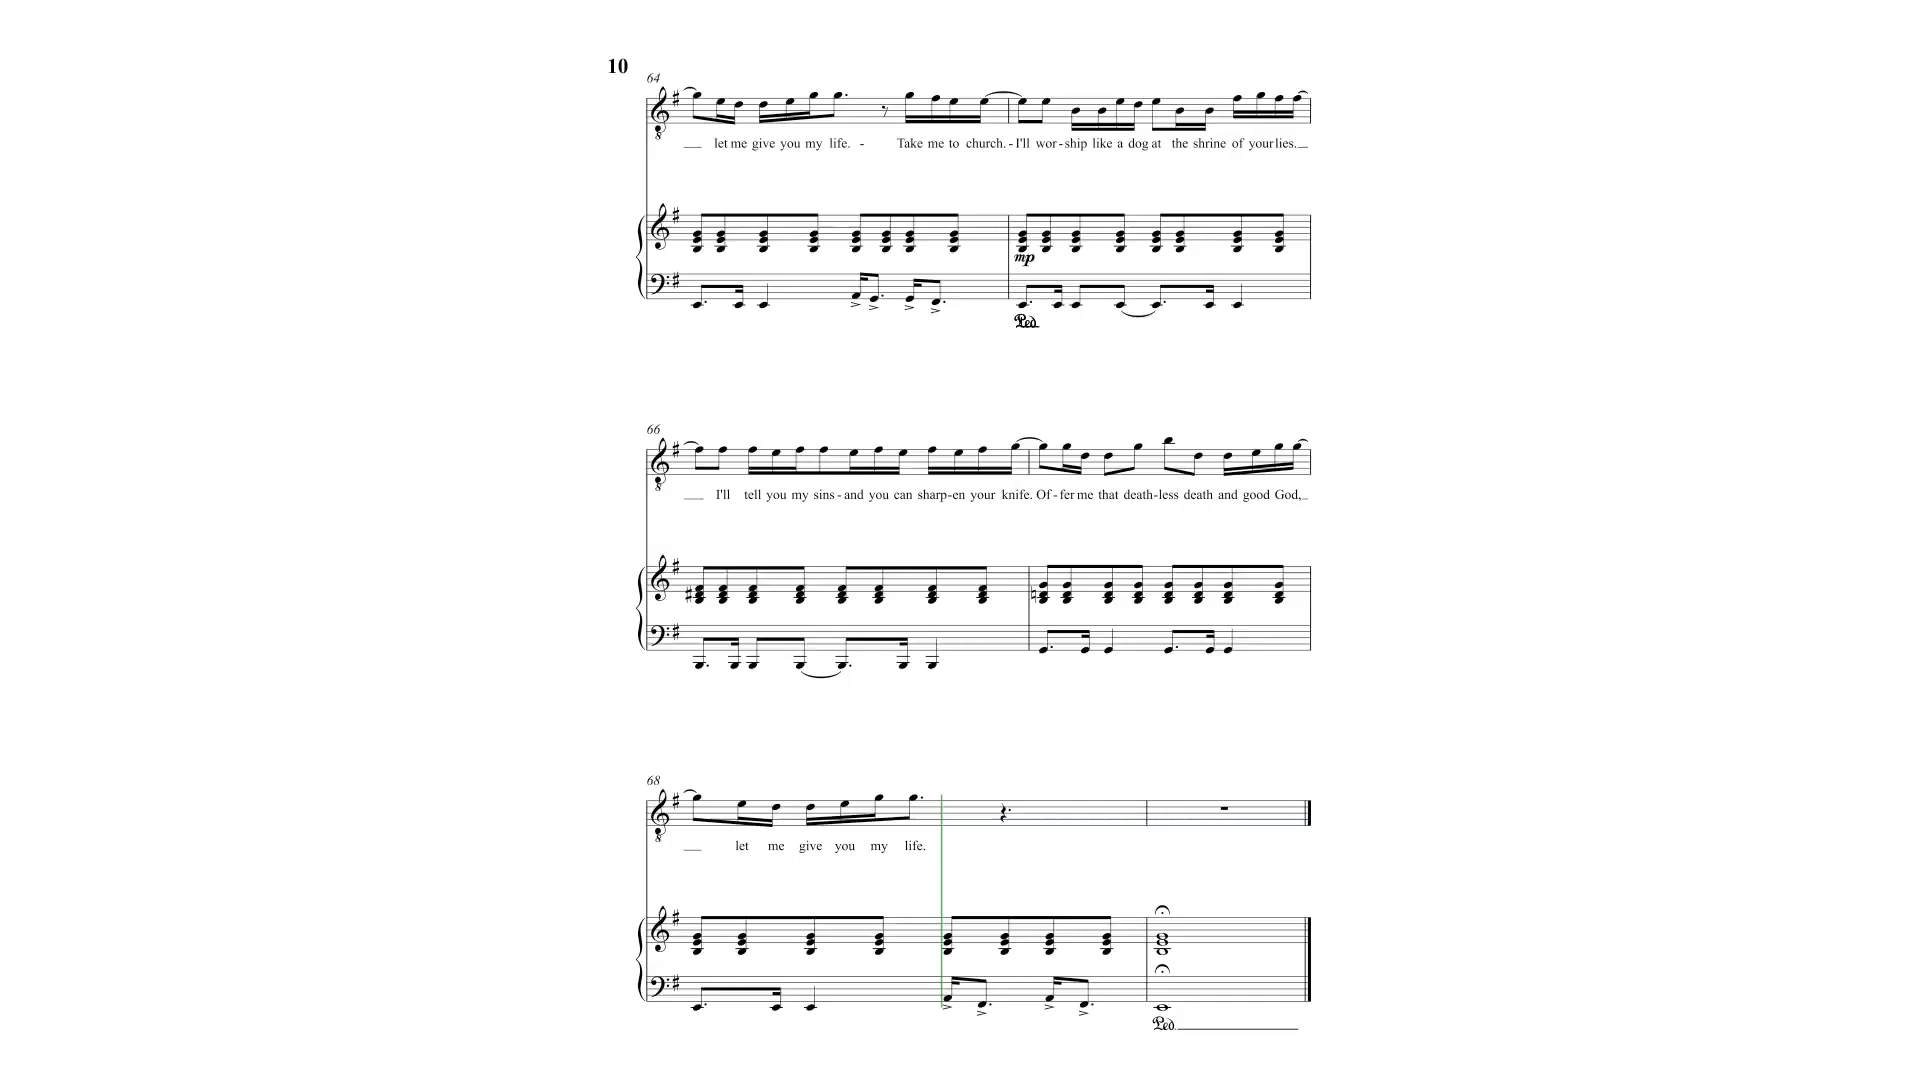 10
64
let me give you my life. - Take me to church. - I'll wor - ship like a dog at the shrine of your lies.
mp
Ped.
66
I'll tell you my sins - and you can sharp-en your knife. Of - fer me that death-less death and good God,
68
let me give you my life.
Ped.